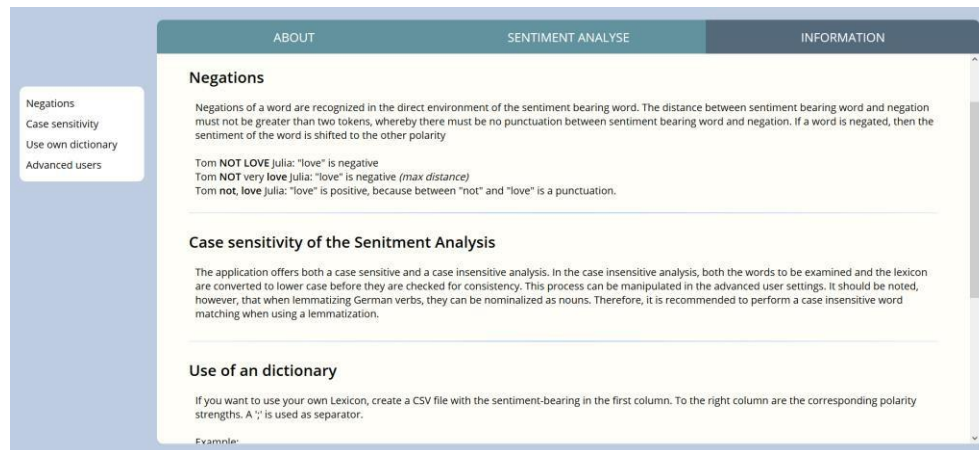 ABOUT
SENTIMENT ANALYSE
INFORMATION
Negations
Case sensitivity
Use own dictionary
Advanced users
Negations
Negations of a word are recognized in the direct environment of the sentiment bearing word. The distance between sentiment bearing word and negation
must not be greater than two tokens, whereby there must be no punctuation between sentiment bearing word and negation. If a word is negated, then the
sentiment of the word is shifted to the other polarity
Tom NOT LOVE Julia: "love" is negative
Tom NOT very love Julia: "love" is negative (max distance)
Tom not, love Julia: "love" is positive, because between "not" and "love" is a punctuation.
Case sensitivity of the Senitment Analysis
The application offers both a case sensitive and a case insensitive analysis. In the case insensitive analysis, both the words to be examined and the lexicon
are converted to lower case before they are checked for consistency. This process can be manipulated in the advanced user settings. It should be noted,
however, that when lemmatizing German verbs, they can be nominalized as nouns. Therefore, it is recommended to perform a case insensitive word
matching when using a lemmatization.
Use of an dictionary
If you want to use your own Lexicon, create a CSV file with the sentiment-bearing in the first column. To the right column are the corresponding polarity
strengths. A ';' is used as separator.
Example: